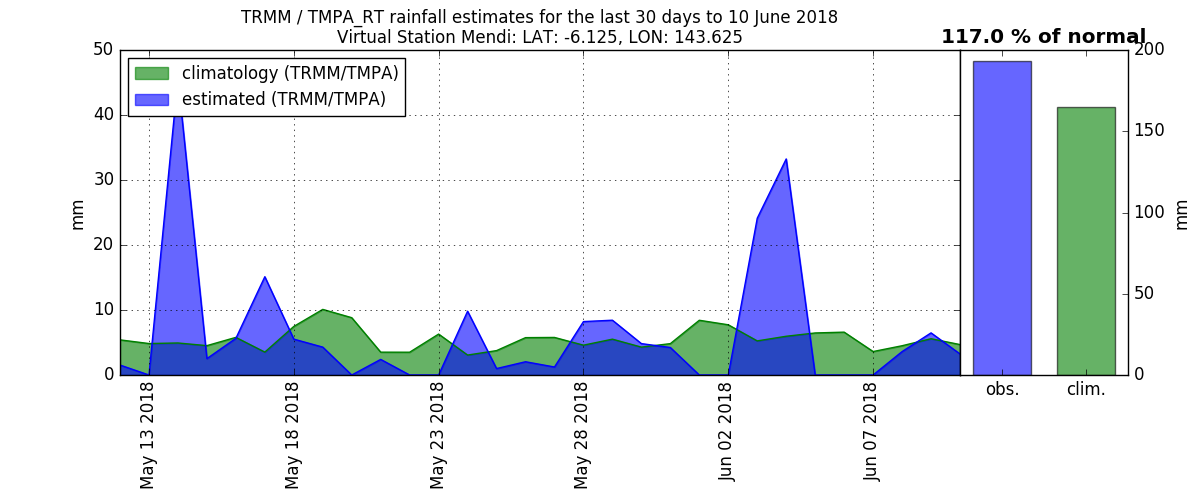 TRMM / TMPA_RT rainfall estimates for the last 30 days to 10 June 2018
Virtual Station Mendi: LAT: -6.125, LON: 143.625
117.0 % of normal
climatology (TRMM/TMPA)
estimated (TRMM/TMPA)
50
40
30
20
10
0
mm
May 13 2018
May 18 2018
May 23 2018
May 28 2018
Jun 02 2018
Jun 07 2018
200
150
100
50
0
mm
obs.
clim.